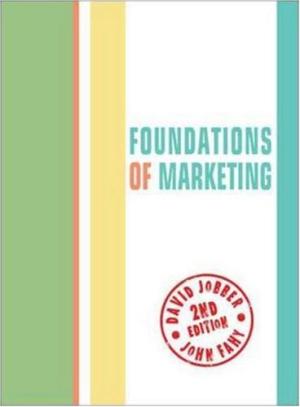 FOUNDATIONS
OF MARKETING
DAVID JOBBER
2ND
EDITION
JOHN FAHY